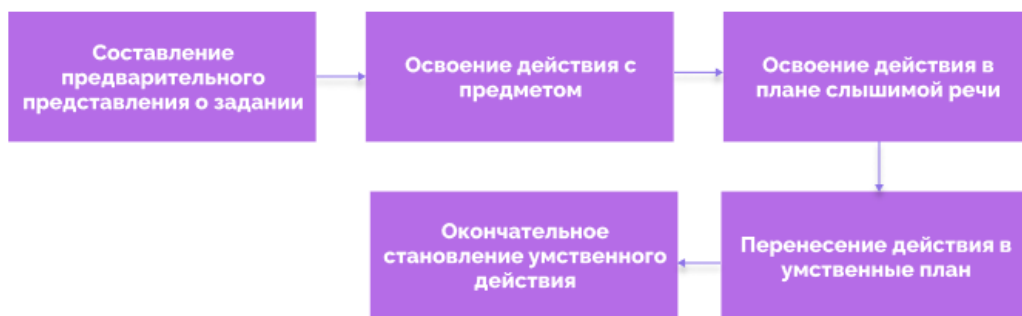 Составление
предварительного
представления о задании
Освоение действия с
предметом
Освоение действия в
плане слышимой речи
Перенесение действия в
умственные план
Окончательное
становление умственного
действия